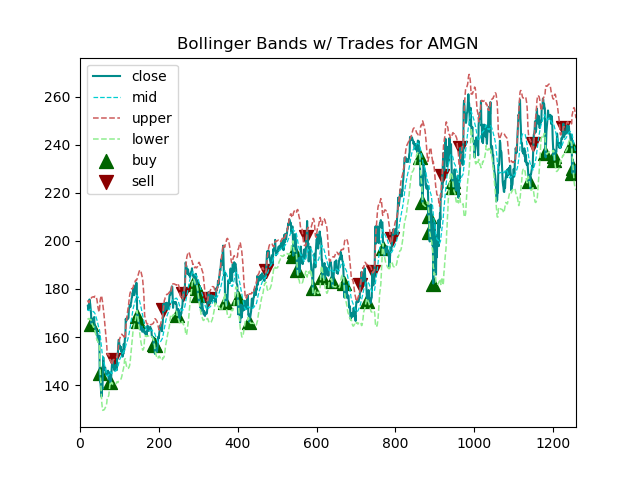 Bollinger Bands w/ Trades for AMGN
close
mid
upper
lower
buy
sell
260
240
220
200
180
160
140
0 200 400 600 800 1000 1200